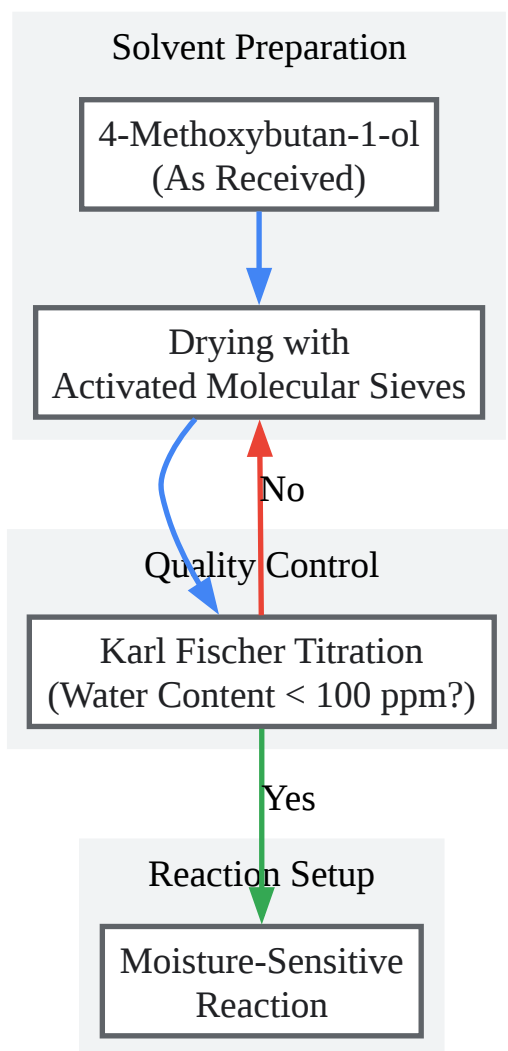 Solvent Preparation
4-Methoxybutan-1-ol
(As Received)
Drying with
Activated Molecular Sieves
No
Quality Control
Karl Fischer Titration
(Water Content < 100 ppm?)
Yes
Reaction Setup
Moisture-Sensitive
Reaction